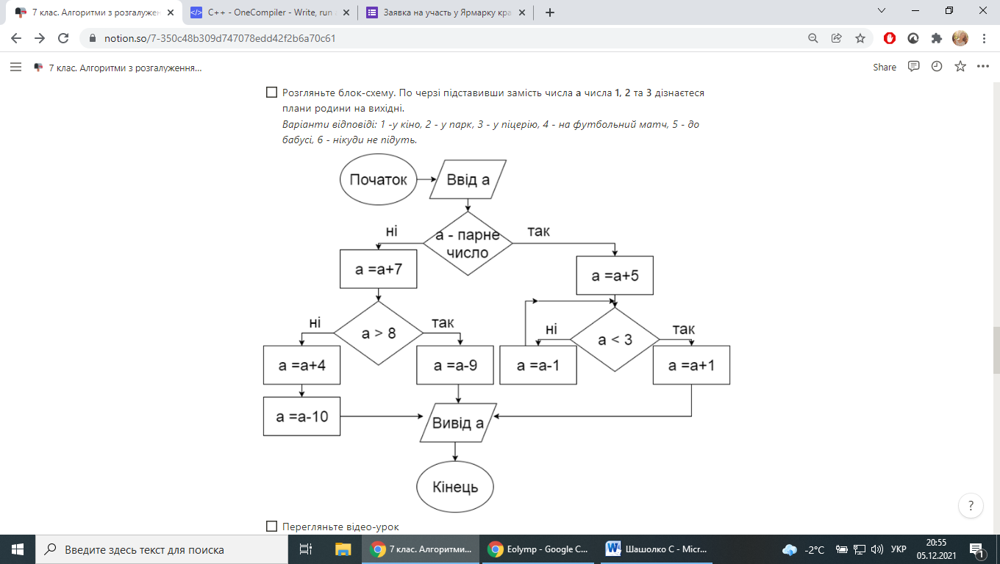 7 клас. Алгоритми з розгалужен
C++ - OneCompiler - Write, run
Заявка на участь у Ярмарку кра
notion.so/7-350c48b309d747078edd42f2b6a70c61
7 клас. Алгоритми з розгалуження...
Share
Розгляньте блок-схему. По черзі підставивши замість числа а числа 1, 2 та 3 дізнаєтеся
плани родини на вихідні.
Варіанти відповіді: 1 -у кіно, 2 - у парк, 3 - у піцерію, 4 - на футбольний матч, 5 - до
бабусі, 6 - нікуди не підуть.
Початок
Ввід а
ні
а - парне
число
так
а =а+7
а =а+5
ні
а > 8
так
ні
а < 3
так
а =а+4
а =а-9
а =а-1
а =а+1
а =а-10
Вивід а
Кінець
?
Перегляньте відео-урок
Введите здесь текст для поиска
7 клас. Алгоритми...
Eolymp - Google C...
Шашолко С - Micr...
-2°C
УКР
20:55
05.12.2021
1